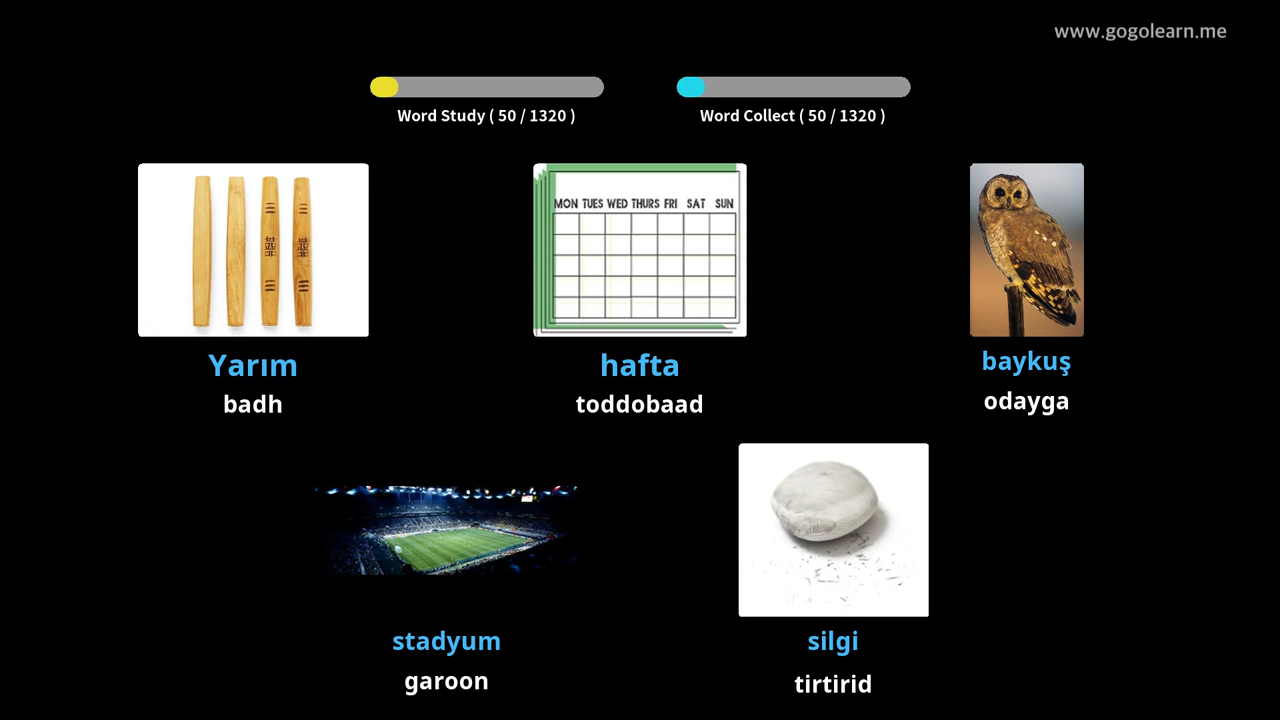 www.gogolearn.me
Word Study ( 50 / 1320 )
Word Collect ( 50 / 1320 )
MON TUES WED THURS FRI SAT SUN
Yarım
badh
hafta
toddobaad
baykuş
odayga
stadyum
garoon
silgi
tirtirid